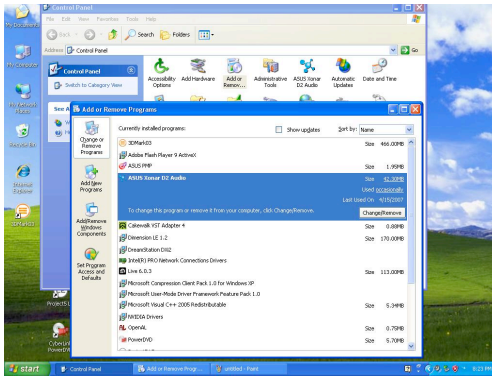 My Documents
My Computer
My Network Places
Recycle Bin
Internet Explorer
3DMark03
Control Panel
File Edit View Favorites Tools Help
Back Search Folders
Address Control Panel Go
Control Panel
Switch to Category View
See A
Accessibility Options
Add Hardware
Add or Remov...
Administrative Tools
ASUS Xonar D2 Audio
Automatic Updates
Date and Time
Add or Remove Programs
Change or Remove Programs
Add New Programs
Add/Remove Windows Components
Set Program Access and Defaults
Currently installed programs: Show updates Sort by: Name
3DMark03 Size 466.00MB
Adobe Flash Player 9 ActiveX
ASUS PMP Size 1.95MB
ASUS Xonar D2 Audio Size 42.30MB
Used occasionally
Last Used On 4/15/2007
To change this program or remove it from your computer, click Change/Remove. Change/Remove
Cakewalk VST Adapter 4 Size 0.88MB
Dimension LE 1.2 Size 170.00MB
DreamStation DXi2
Intel(R) PRO Network Connections Drivers
Live 6.0.3 Size 113.00MB
Microsoft Compression Client Pack 1.0 for Windows XP
Microsoft User-Mode Driver Framework Feature Pack 1.0
Microsoft Visual C++ 2005 Redistributable Size 5.34MB
NVIDIA Drivers
OpenAL Size 0.75MB
PowerDVD Size 5.70MB
start Control Panel Add or Remove Progr... untitled - Paint 8:23 PM